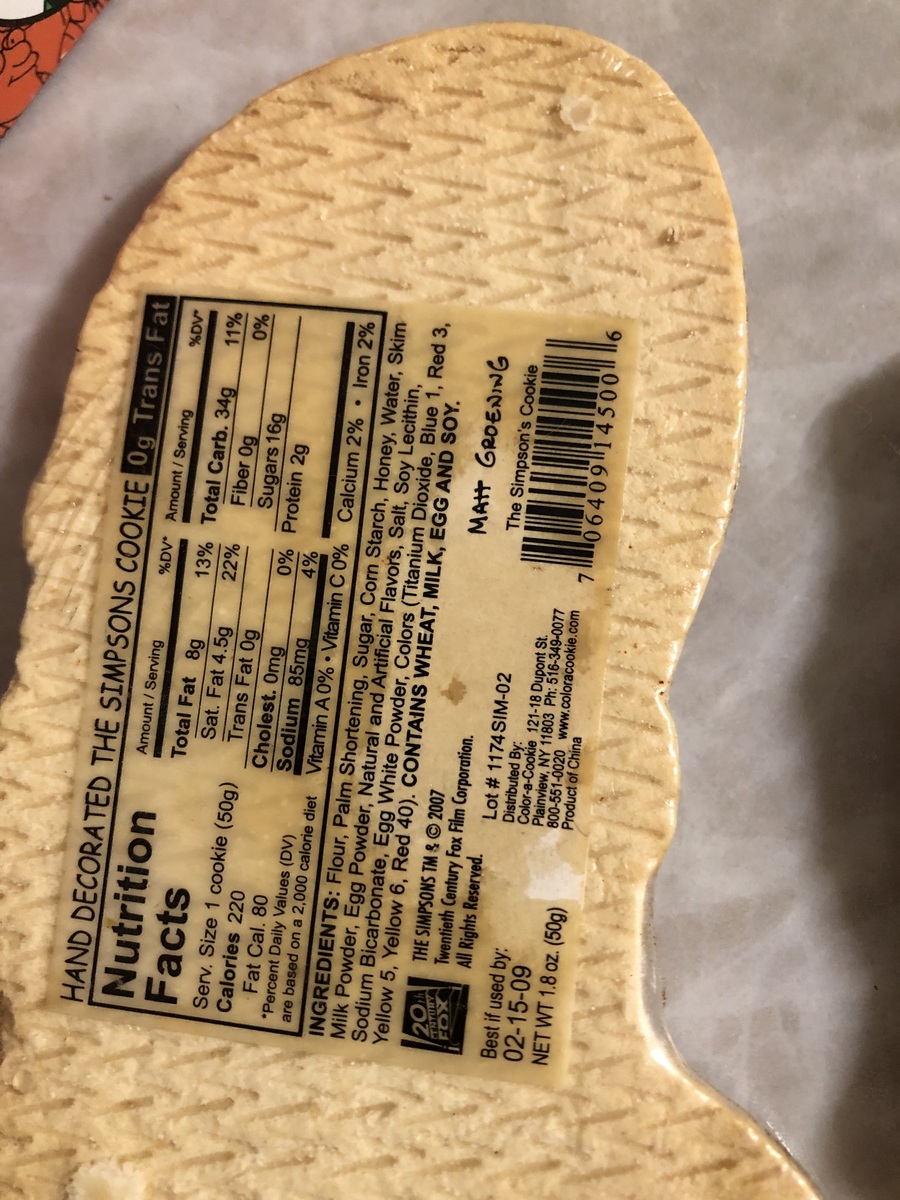 HAND DECORATED THE SIMPSONS COOKIE 0g Trans Fat
Nutrition
Facts
Serv. Size 1 cookie (50g)
Calories 220
Fat Cal. 80
*Percent Daily Values (DV)
are based on a 2,000 calorie diet
Amount / Serving %DV*
Total Fat 8g 13%
Sat. Fat 4.5g 22%
Trans Fat 0g
Cholest. 0mg 0%
Sodium 85mg 4%
Amount / Serving %DV*
Total Carb. 34g 11%
Fiber 0g 0%
Sugars 16g
Protein 2g
Vitamin A 0% • Vitamin C 0% Calcium 2% • Iron 2%
INGREDIENTS: Flour, Palm Shortening, Sugar, Corn Starch, Honey, Water, Skim
Milk Powder, Egg Powder, Natural and Artificial Flavors, Salt, Soy Lecithin,
Sodium Bicarbonate, Egg White Powder, Colors (Titanium Dioxide, Blue 1, Red 3,
Yellow 5, Yellow 6, Red 40). CONTAINS WHEAT, MILK, EGG AND SOY.
20th
CENTURY
FOX
THE SIMPSONS TM & © 2007
Twentieth Century Fox Film Corporation.
All Rights Reserved.
MATT GROENING
Best if used by:
02-15-09
NET WT 1.8 oz. (50g)
Lot # 1174SIM-02
Distributed By:
Color-a-Cookie 121-18 Dupont St.
Plainview, NY 11803 Ph: 516-349-0077
800-551-0020 www.coloracookie.com
Product of China
The Simpson's Cookie
7 06409 14500 6